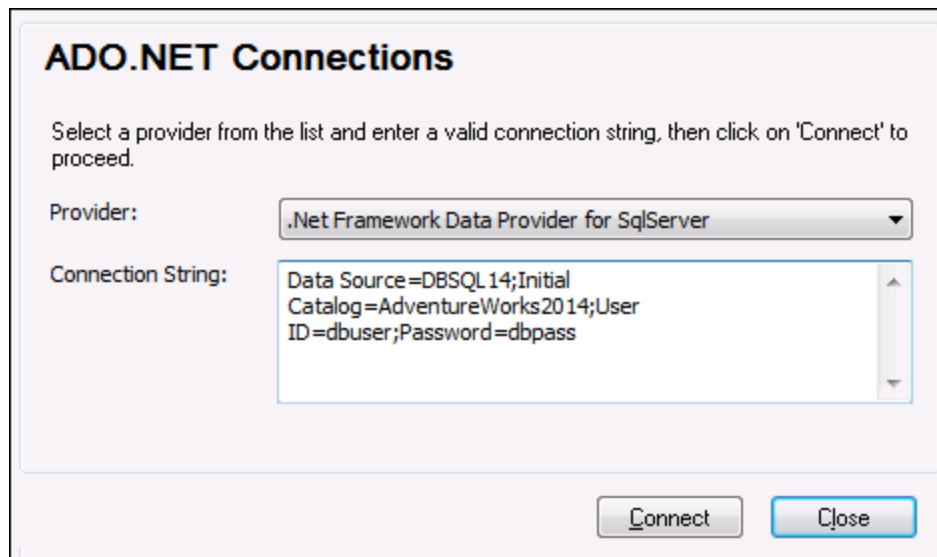 ADO.NET Connections
Select a provider from the list and enter a valid connection string, then click on 'Connect' to
proceed.
Provider:
.Net Framework Data Provider for SqlServer
Connection String:
Data Source=DBSQL14;Initial
Catalog=AdventureWorks2014;User
ID=dbuser;Password=dbpass
Connect
Close